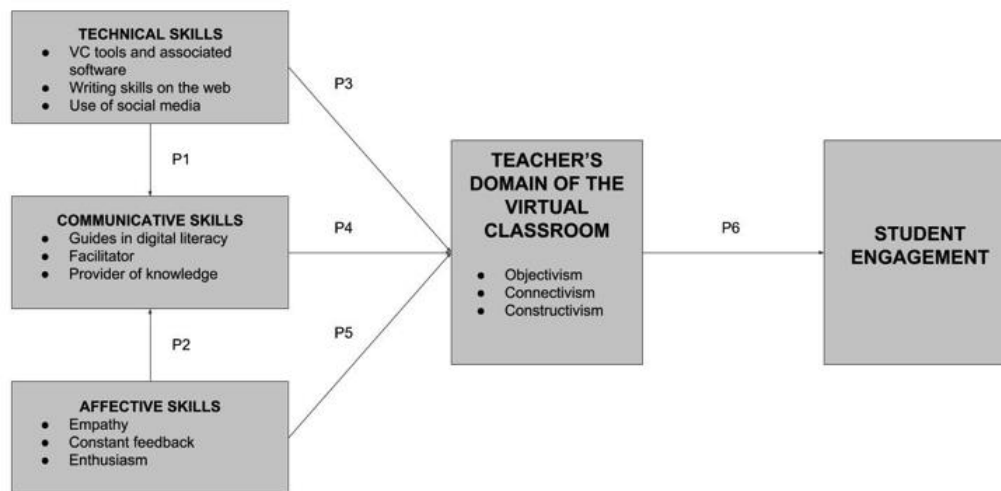 TECHNICAL SKILLS
● VC tools and associated
software
● Writing skills on the web
● Use of social media
P1
COMMUNICATIVE SKILLS
● Guides in digital literacy
● Facilitator
● Provider of knowledge
P2
AFFECTIVE SKILLS
● Empathy
● Constant feedback
● Enthusiasm
P3
P4
P5
TEACHER'S
DOMAIN OF THE
VIRTUAL
CLASSROOM
● Objectivism
● Connectivism
● Constructivism
P6
STUDENT
ENGAGEMENT